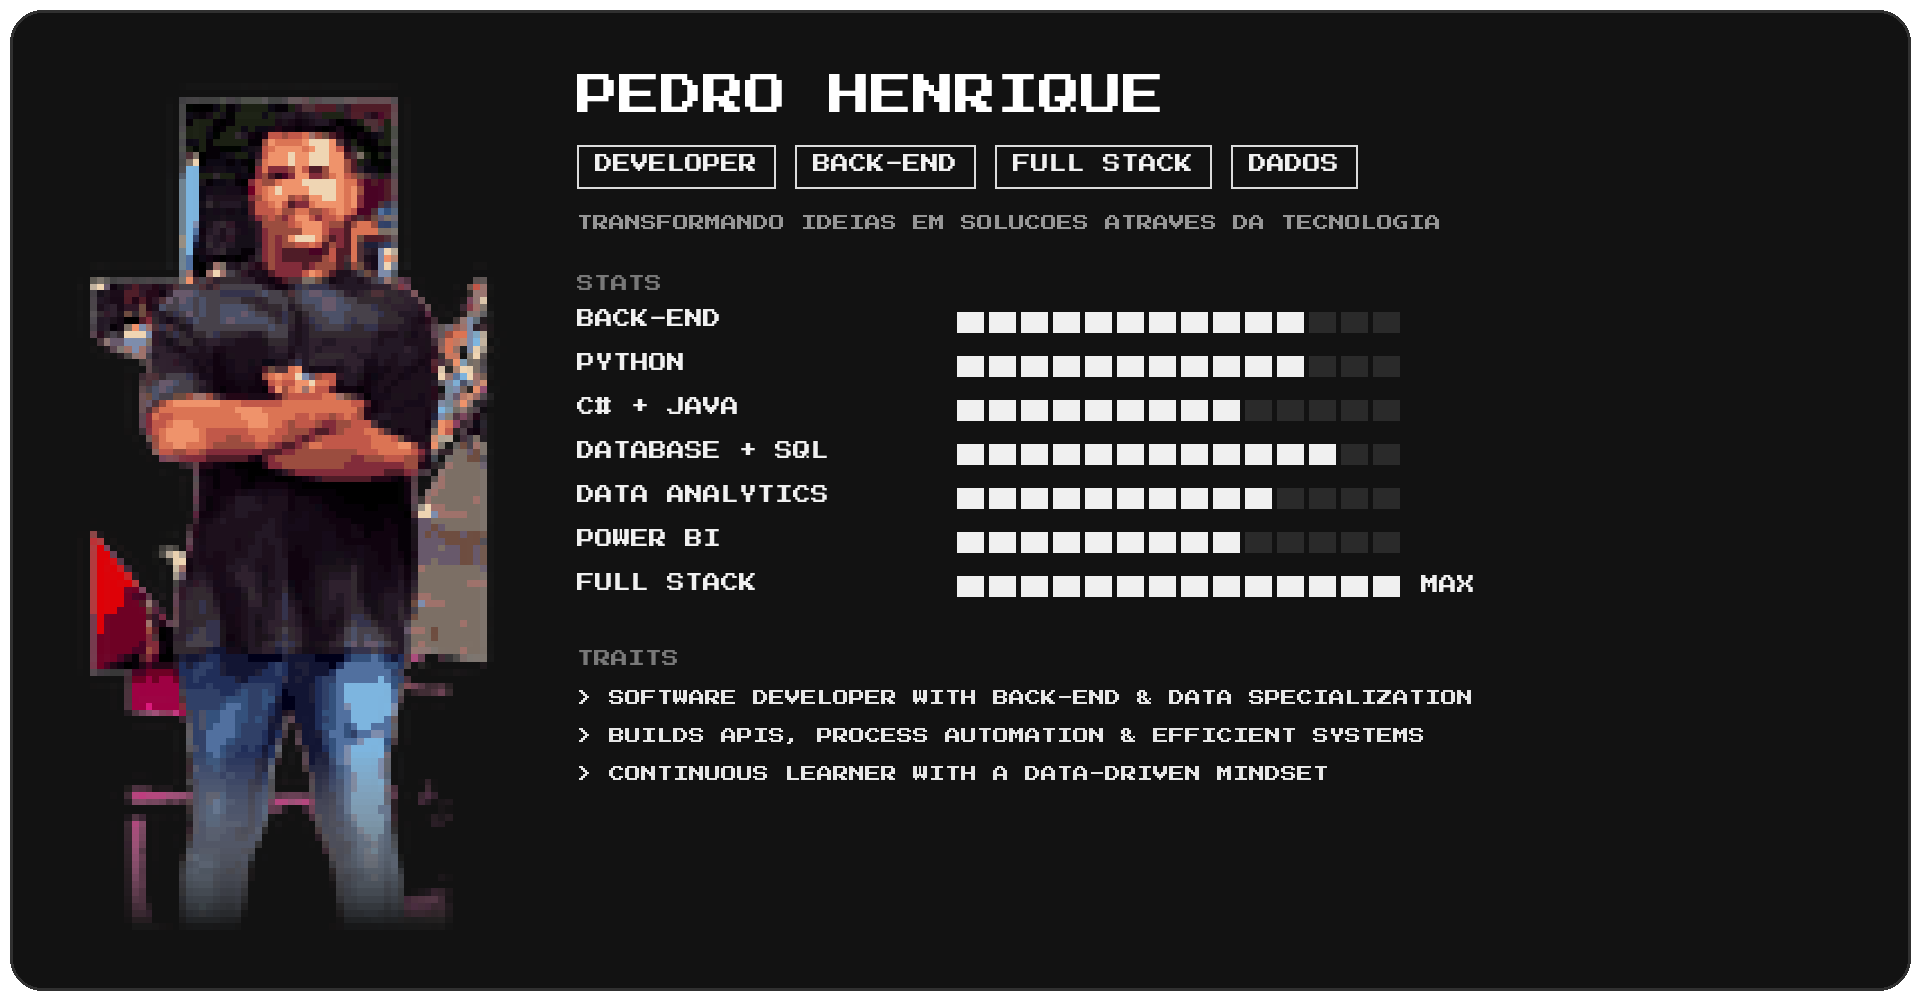 PEDRO HENRIQUE
DEVELOPER BACK-END FULL STACK DADOS
TRANSFORMANDO IDEIAS EM SOLUCOES ATRAVES DA TECNOLOGIA
STATS
BACK-END
PYTHON
C# + JAVA
DATABASE + SQL
DATA ANALYTICS
POWER BI
FULL STACK MAX
TRAITS
> SOFTWARE DEVELOPER WITH BACK-END & DATA SPECIALIZATION
> BUILDS APIS, PROCESS AUTOMATION & EFFICIENT SYSTEMS
> CONTINUOUS LEARNER WITH A DATA-DRIVEN MINDSET